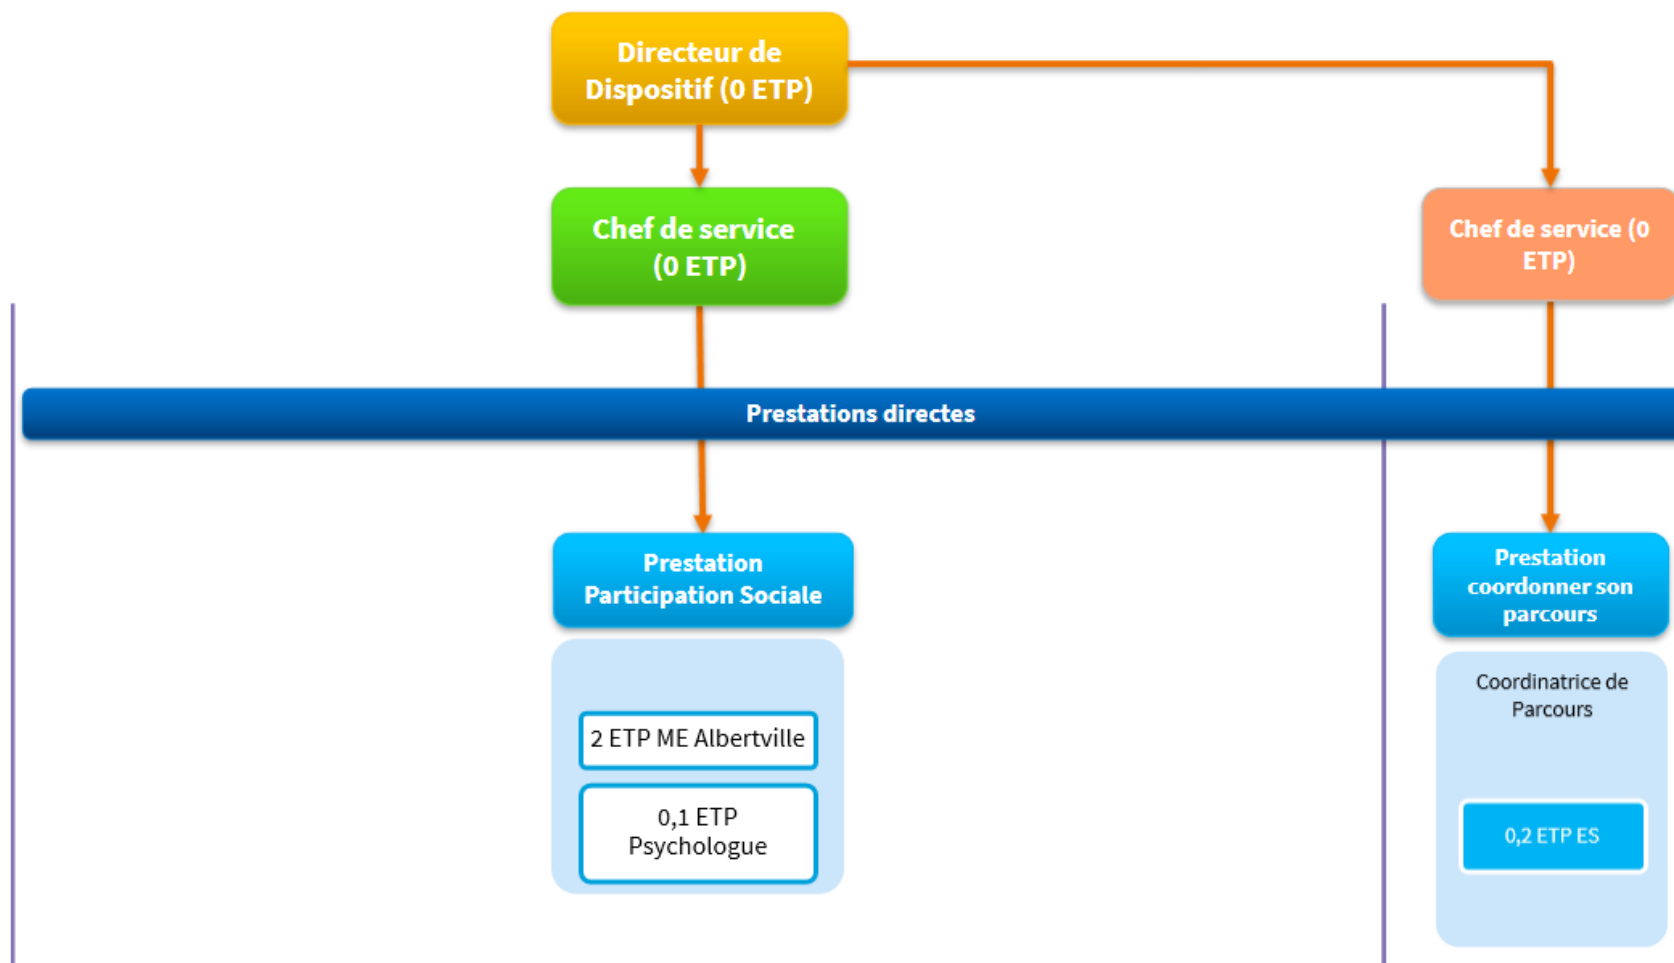 Directeur de
Dispositif (0 ETP)
Chef de service
(0 ETP)
Chef de service (0
ETP)
Prestations directes
Prestation
Participation Sociale
2 ETP ME Albertville
0,1 ETP
Psychologue
Prestation
coordonner son
parcours
Coordinatrice de
Parcours
0,2 ETP ES